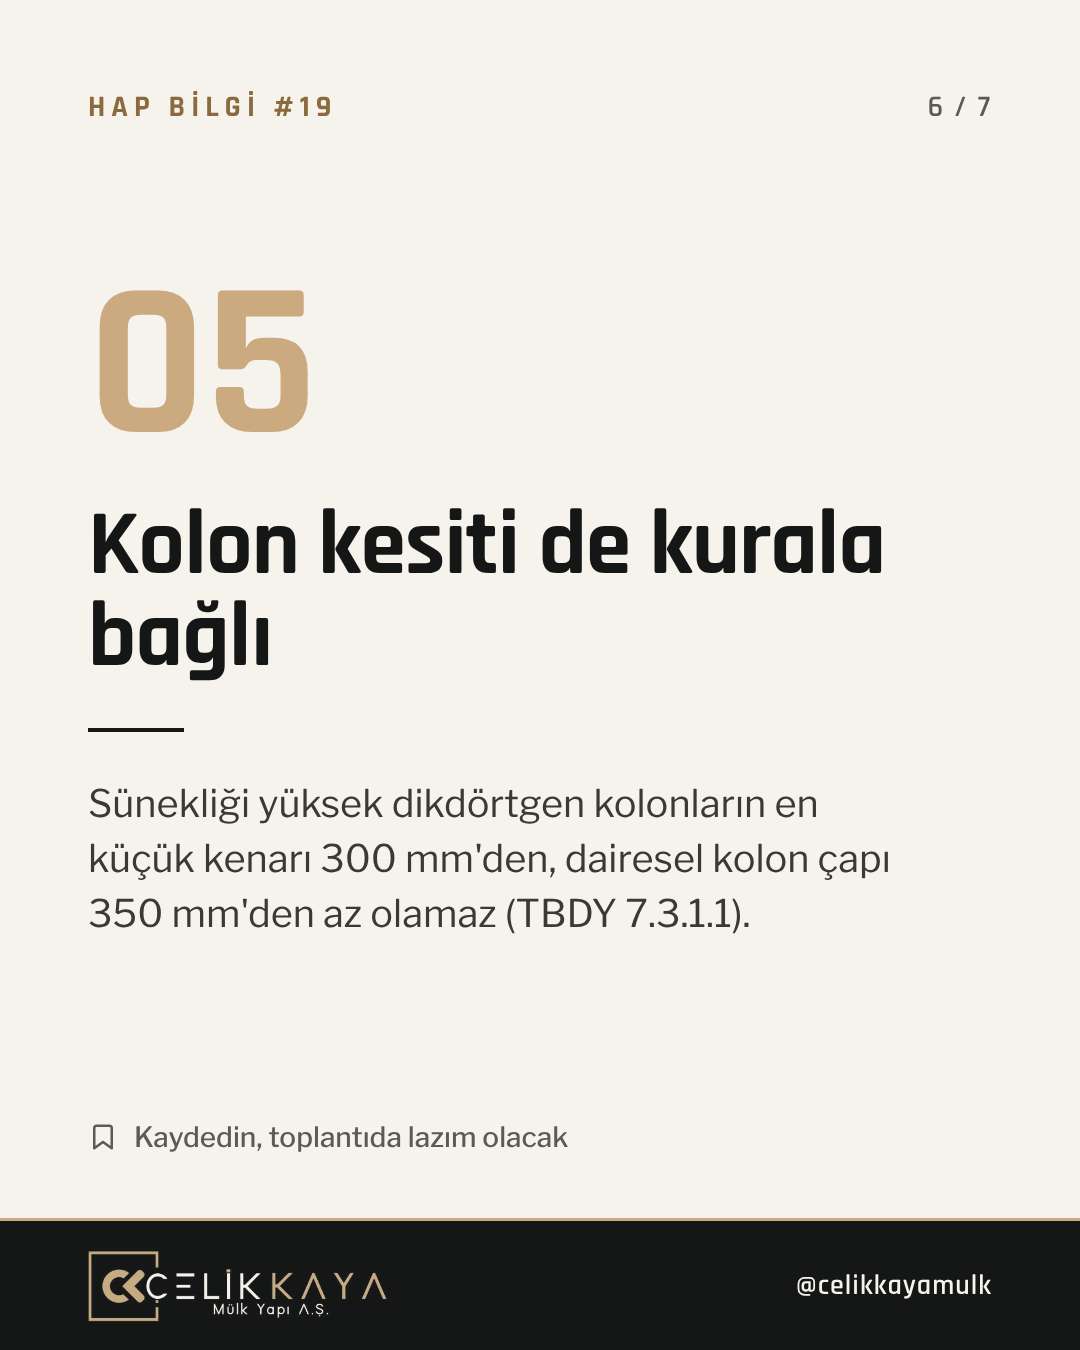 HAP BİLGİ #19
6 / 7
05
Kolon kesiti de kurala
bağlı
Sünekliği yüksek dikdörtgen kolonların en
küçük kenarı 300 mm'den, dairesel kolon çapı
350 mm'den az olamaz (TBDY 7.3.1.1).
Kaydedin, toplantıda lazım olacak
CK ÇELİKKAYA
Mülk Yapı A.Ş.
@celikkayamulk